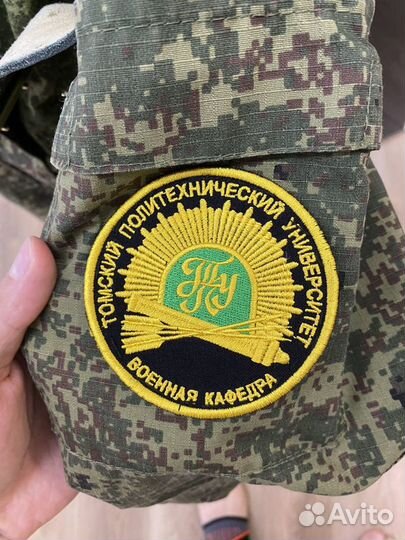 ТОМСКИЙ ПОЛИТЕХНИЧЕСКИЙ УНИВЕРСИТЕТ
ТПУ
ВОЕННАЯ КАФЕДРА
Avito